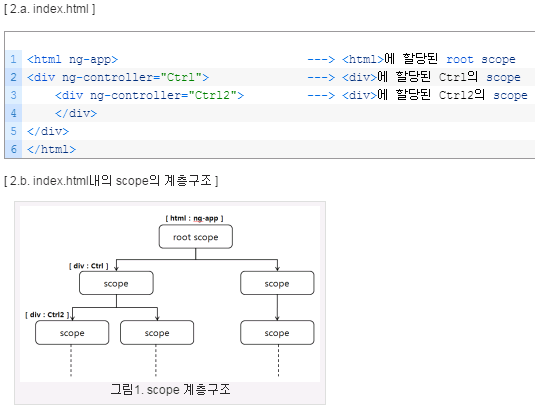 [ 2.a. index.html ]
1 <html ng-app> ---> <html>에 할당된 root scope
2 <div ng-controller="Ctrl"> ---> <div>에 할당된 Ctrl의 scope
3 <div ng-controller="Ctrl2"> ---> <div>에 할당된 Ctrl2의 scope
4 </div>
5 </div>
6 </html>
[ 2.b. index.html내의 scope의 계층구조 ]
[ html : ng-app ]
root scope
[ div : Ctrl ]
scope
scope
[ div : Ctrl2 ]
scope
scope
scope
그림1. scope 계층구조